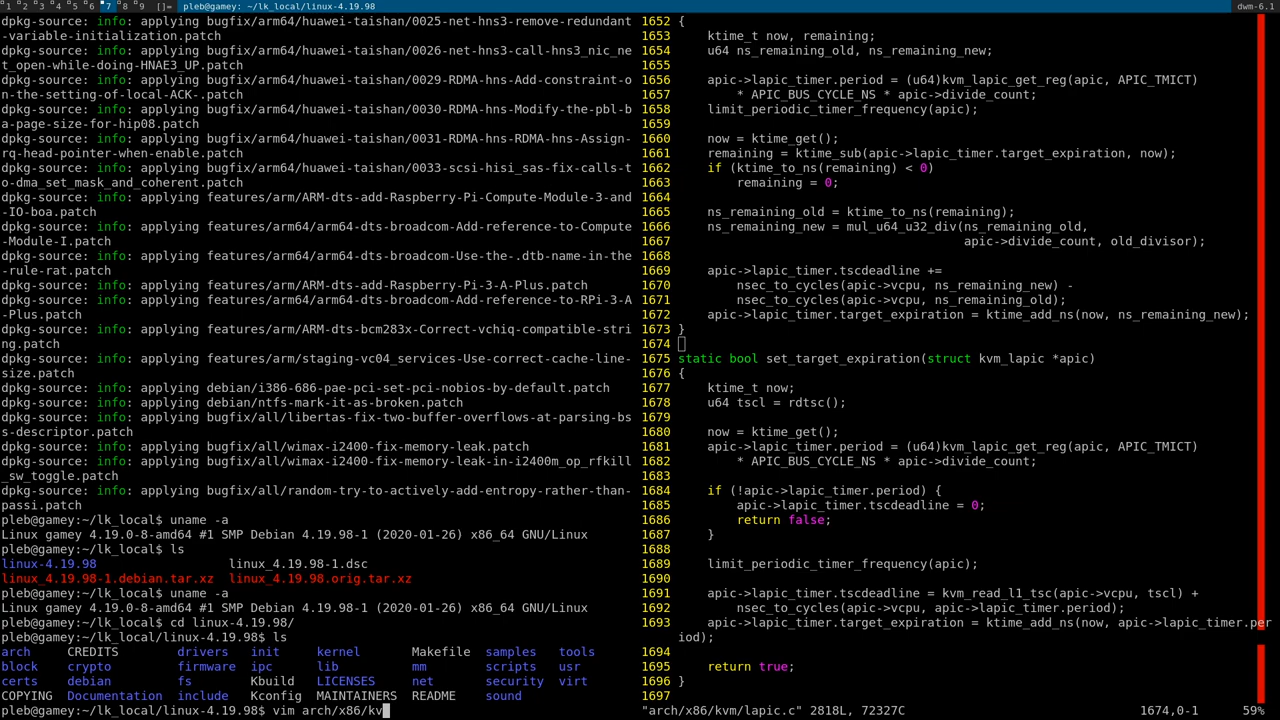 1 2 3 4 5 6 7 8 9 []= pleb@gamey: ~/lk_local/linux-4.19.98 dwm-6.1
dpkg-source: info: applying bugfix/arm64/huawei-taishan/0025-net-hns3-remove-redundant
-variable-initialization.patch
dpkg-source: info: applying bugfix/arm64/huawei-taishan/0026-net-hns3-call-hns3_nic_ne
t_open-while-doing-HNAE3_UP.patch
dpkg-source: info: applying bugfix/arm64/huawei-taishan/0029-RDMA-hns-Add-constraint-o
n-the-setting-of-local-ACK-.patch
dpkg-source: info: applying bugfix/arm64/huawei-taishan/0030-RDMA-hns-Modify-the-pbl-b
a-page-size-for-hip08.patch
dpkg-source: info: applying bugfix/arm64/huawei-taishan/0031-RDMA-hns-RDMA-hns-Assign-
rq-head-pointer-when-enable.patch
dpkg-source: info: applying bugfix/arm64/huawei-taishan/0033-scsi-hisi_sas-fix-calls-t
o-dma_set_mask_and_coherent.patch
dpkg-source: info: applying features/arm/ARM-dts-add-Raspberry-Pi-Compute-Module-3-and
-IO-boa.patch
dpkg-source: info: applying features/arm64/arm64-dts-broadcom-Add-reference-to-Compute
-Module-I.patch
dpkg-source: info: applying features/arm64/arm64-dts-broadcom-Use-the-.dtb-name-in-the
-rule-rat.patch
dpkg-source: info: applying features/arm/ARM-dts-add-Raspberry-Pi-3-A-Plus.patch
dpkg-source: info: applying features/arm64/arm64-dts-broadcom-Add-reference-to-RPi-3-A
-Plus.patch
dpkg-source: info: applying features/arm/ARM-dts-bcm283x-Correct-vchiq-compatible-stri
ng.patch
dpkg-source: info: applying features/arm/staging-vc04_services-Use-correct-cache-line-
size.patch
dpkg-source: info: applying debian/i386-686-pae-pci-set-pci-nobios-by-default.patch
dpkg-source: info: applying debian/ntfs-mark-it-as-broken.patch
dpkg-source: info: applying bugfix/all/libertas-fix-two-buffer-overflows-at-parsing-bs
s-descriptor.patch
dpkg-source: info: applying bugfix/all/wimax-i2400-fix-memory-leak.patch
dpkg-source: info: applying bugfix/all/wimax-i2400-fix-memory-leak-in-i2400m_op_rfkill
_sw_toggle.patch
dpkg-source: info: applying bugfix/all/random-try-to-actively-add-entropy-rather-than-
passi.patch
pleb@gamey:~/lk_local$ uname -a
Linux gamey 4.19.0-8-amd64 #1 SMP Debian 4.19.98-1 (2020-01-26) x86_64 GNU/Linux
pleb@gamey:~/lk_local$ ls
linux-4.19.98 linux_4.19.98-1.dsc
linux_4.19.98-1.debian.tar.xz linux_4.19.98.orig.tar.xz
pleb@gamey:~/lk_local$ uname -a
Linux gamey 4.19.0-8-amd64 #1 SMP Debian 4.19.98-1 (2020-01-26) x86_64 GNU/Linux
pleb@gamey:~/lk_local$ cd linux-4.19.98/
pleb@gamey:~/lk_local/linux-4.19.98$ ls
arch CREDITS drivers init kernel Makefile samples tools
block crypto firmware ipc lib mm scripts usr
certs debian fs Kbuild LICENSES net security virt
COPYING Documentation include Kconfig MAINTAINERS README sound
pleb@gamey:~/lk_local/linux-4.19.98$ vim arch/x86/kv
1652 {
1653 ktime_t now, remaining;
1654 u64 ns_remaining_old, ns_remaining_new;
1655
1656 apic->lapic_timer.period = (u64)kvm_lapic_get_reg(apic, APIC_TMICT)
1657 * APIC_BUS_CYCLE_NS * apic->divide_count;
1658 limit_periodic_timer_frequency(apic);
1659
1660 now = ktime_get();
1661 remaining = ktime_sub(apic->lapic_timer.target_expiration, now);
1662 if (ktime_to_ns(remaining) < 0)
1663 remaining = 0;
1664
1665 ns_remaining_old = ktime_to_ns(remaining);
1666 ns_remaining_new = mul_u64_u32_div(ns_remaining_old,
1667 apic->divide_count, old_divisor);
1668
1669 apic->lapic_timer.tscdeadline +=
1670 nsec_to_cycles(apic->vcpu, ns_remaining_new) -
1671 nsec_to_cycles(apic->vcpu, ns_remaining_old);
1672 apic->lapic_timer.target_expiration = ktime_add_ns(now, ns_remaining_new);
1673 }
1674
1675 static bool set_target_expiration(struct kvm_lapic *apic)
1676 {
1677 ktime_t now;
1678 u64 tscl = rdtsc();
1679
1680 now = ktime_get();
1681 apic->lapic_timer.period = (u64)kvm_lapic_get_reg(apic, APIC_TMICT)
1682 * APIC_BUS_CYCLE_NS * apic->divide_count;
1683
1684 if (!apic->lapic_timer.period) {
1685 apic->lapic_timer.tscdeadline = 0;
1686 return false;
1687 }
1688
1689 limit_periodic_timer_frequency(apic);
1690
1691 apic->lapic_timer.tscdeadline = kvm_read_l1_tsc(apic->vcpu, tscl) +
1692 nsec_to_cycles(apic->vcpu, apic->lapic_timer.period);
1693 apic->lapic_timer.target_expiration = ktime_add_ns(now, apic->lapic_timer.per
iod);
1694
1695 return true;
1696 }
1697
"arch/x86/kvm/lapic.c" 2818L, 72327C 1674,0-1 59%